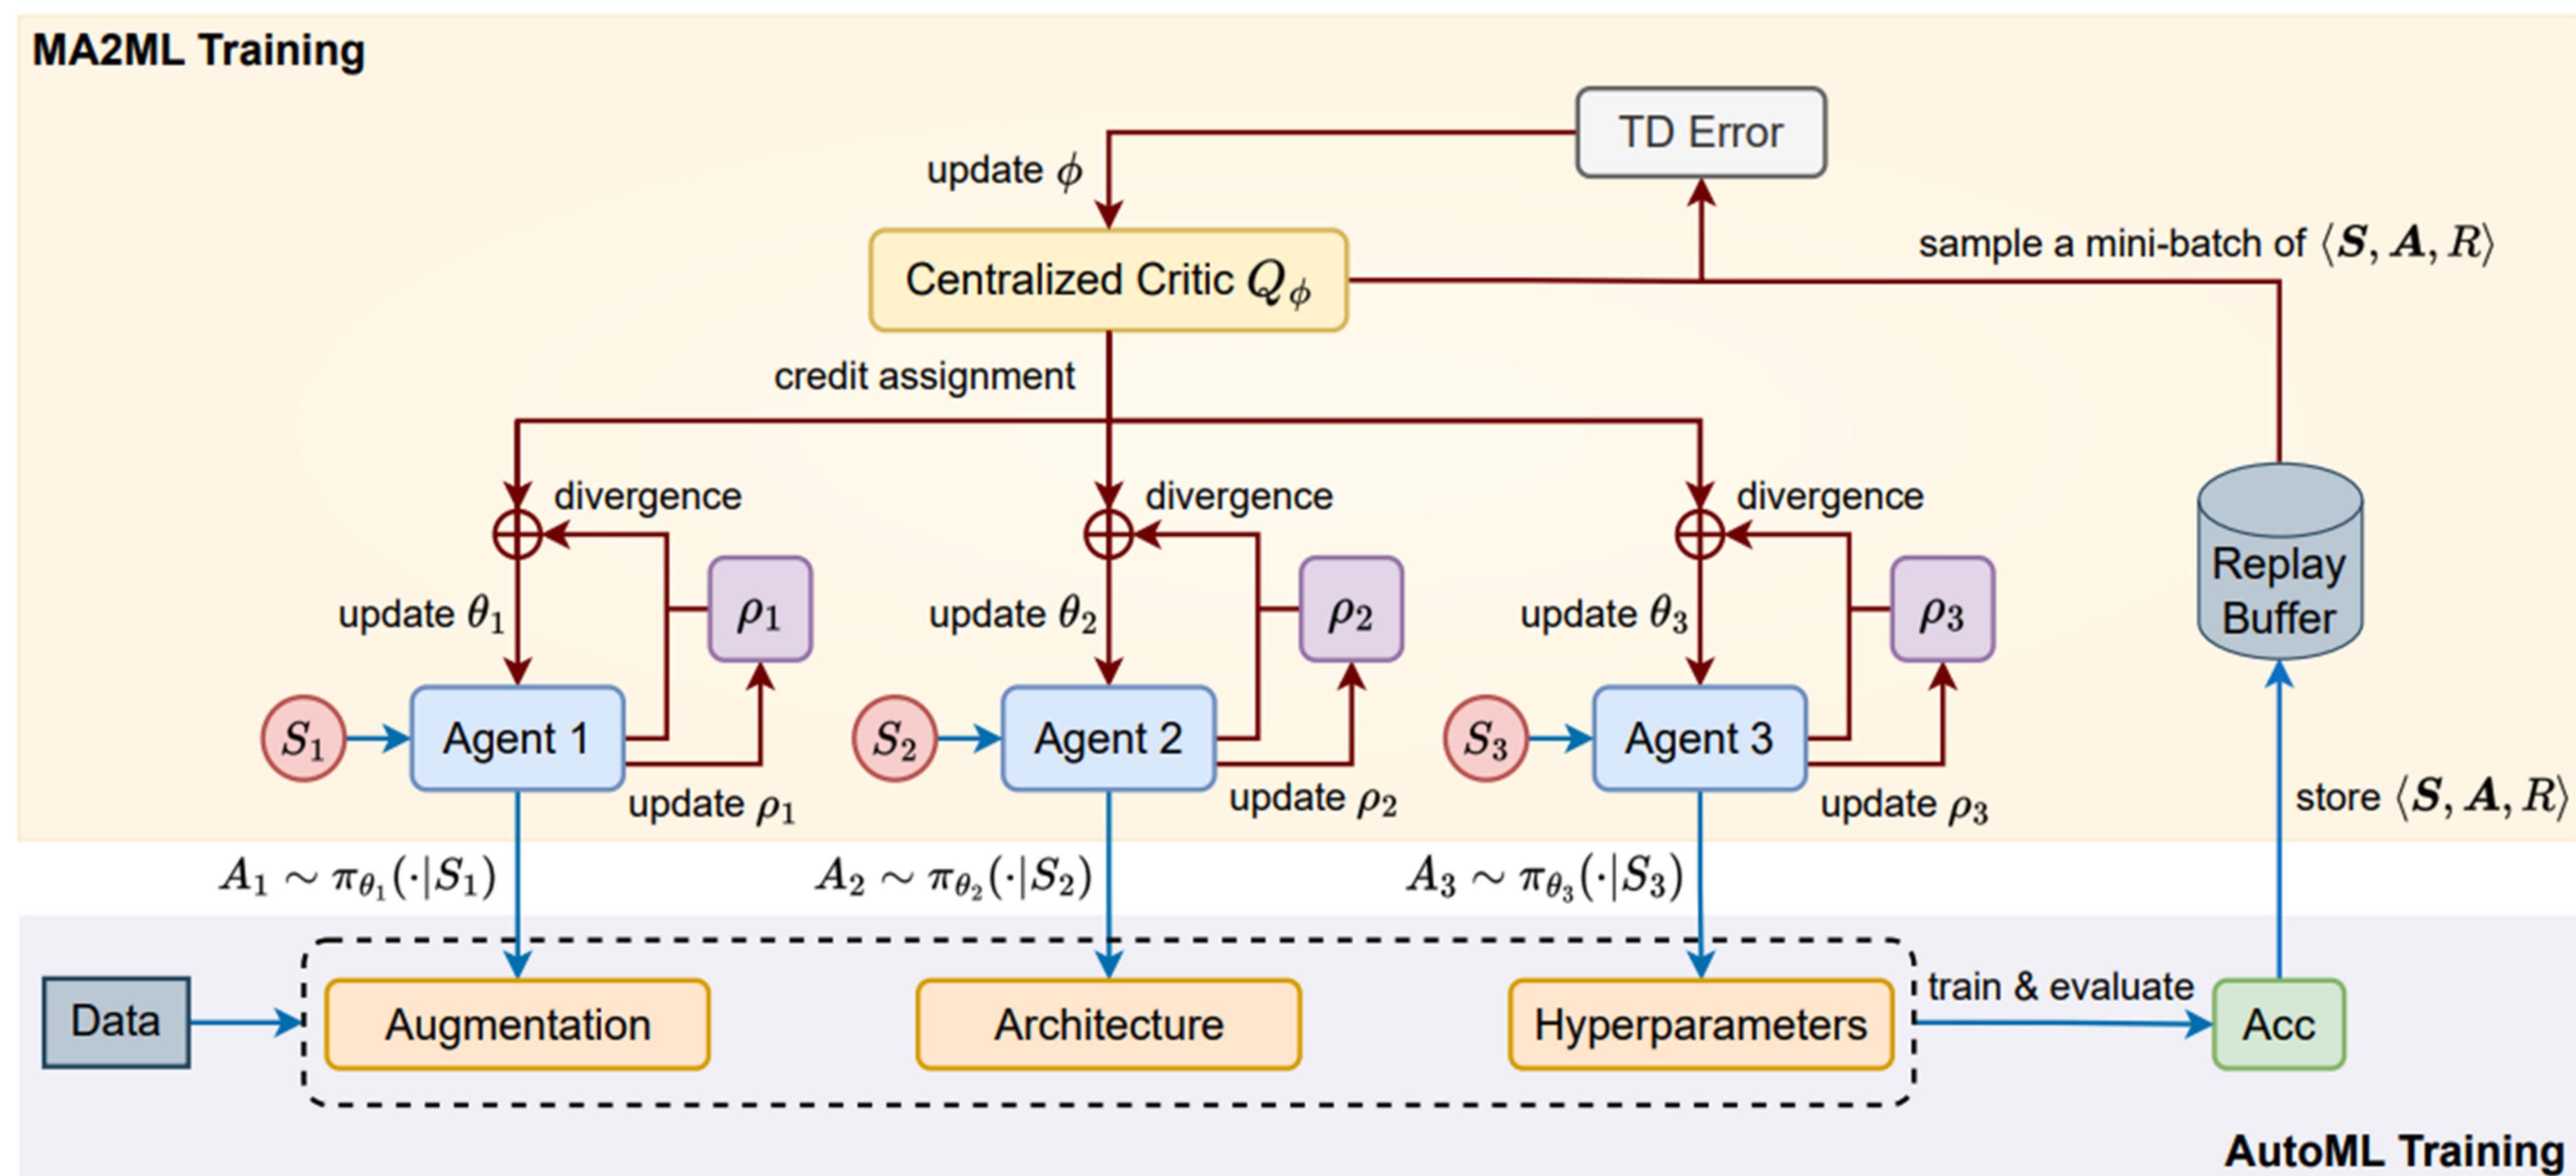 MA2ML Training
TD Error
update ϕ
sample a mini-batch of ⟨S, A, R⟩
Centralized Critic Qϕ
credit assignment
divergence
divergence
divergence
Replay
Buffer
ρ₁
ρ₂
ρ₃
update θ₁
update θ₂
update θ₃
S₁
Agent 1
S₂
Agent 2
S₃
Agent 3
update ρ₁
update ρ₂
update ρ₃
store ⟨S, A, R⟩
A₁ ∼ π_θ₁(·|S₁)
A₂ ∼ π_θ₂(·|S₂)
A₃ ∼ π_θ₃(·|S₃)
Data
Augmentation
Architecture
Hyperparameters
train & evaluate
Acc
AutoML Training